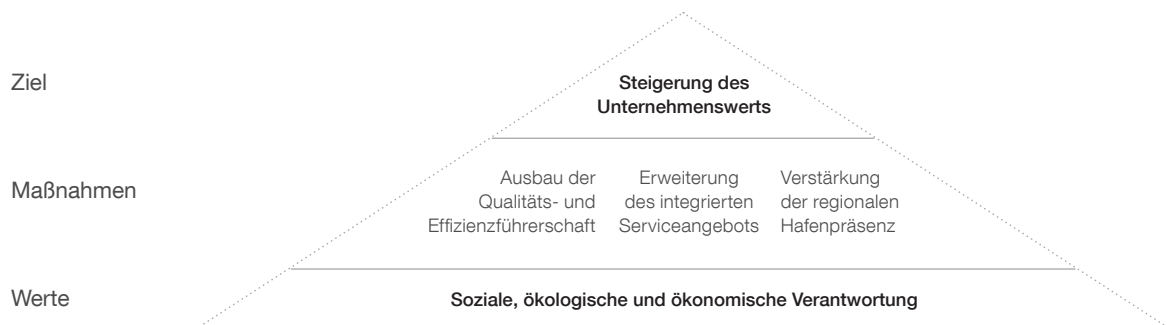 Ziel
Steigerung des
Unternehmenswerts
Maßnahmen
Ausbau der
Qualitäts- und
Effizienzführerschaft
Erweiterung
des integrierten
Serviceangebots
Verstärkung
der regionalen
Hafenpräsenz
Werte
Soziale, ökologische und ökonomische Verantwortung